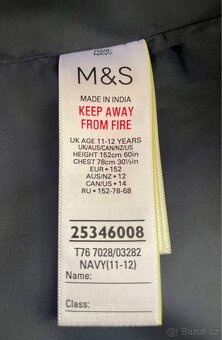 NAVY
M&S
MADE IN INDIA
KEEP AWAY
FROM FIRE
UK AGE 11-12 YEARS
UK/AUS/CAN/NZ/US
HEIGHT 152cm 60in
CHEST 78cm 30½in
EUR • 152
AUS/NZ • 12
CAN/US • 14
RU • 152-78-68
25346008
T76 7028/03282
NAVY(11-12)
Name:
Class:
Bazoš.cz